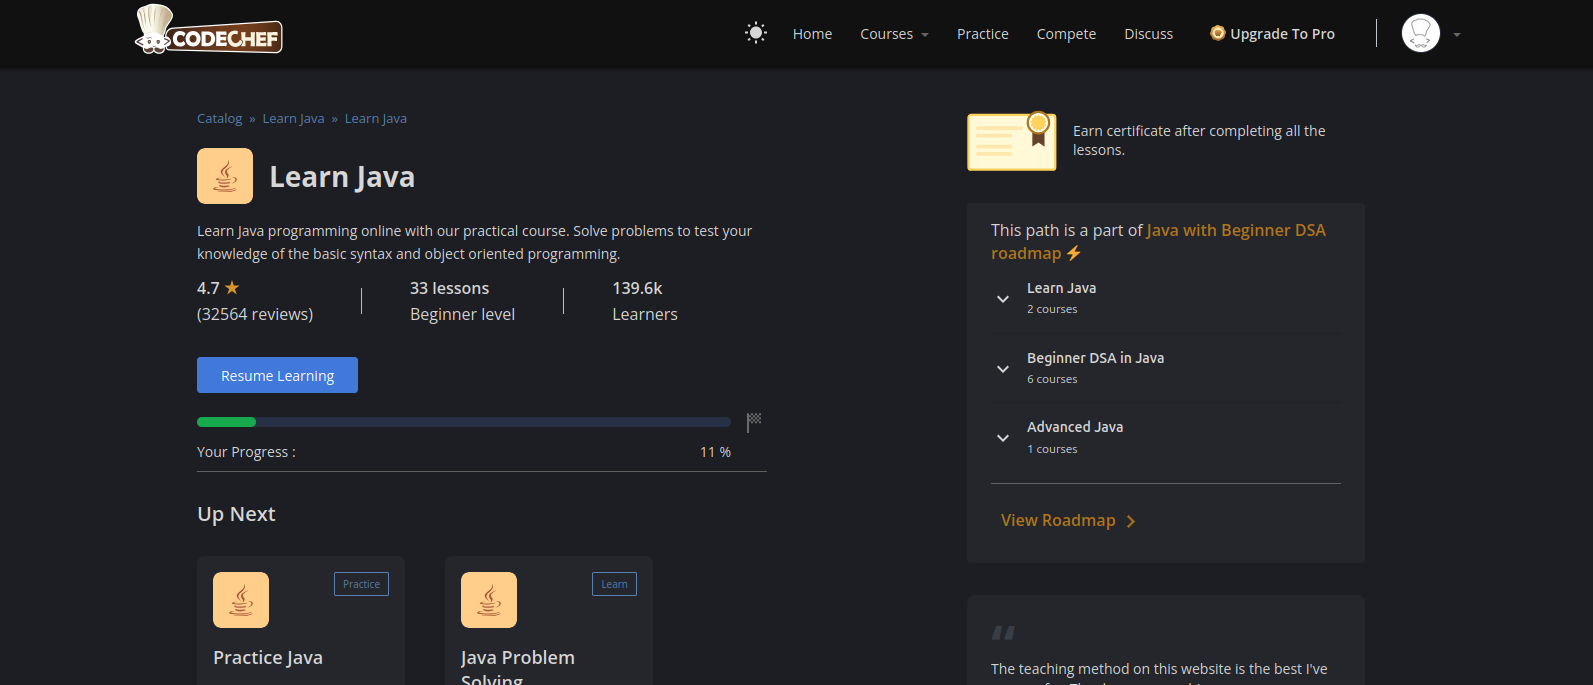 CODECHEF
Home
Courses
Practice
Compete
Discuss
Upgrade To Pro
Catalog » Learn Java » Learn Java
Learn Java
Learn Java programming online with our practical course. Solve problems to test your
knowledge of the basic syntax and object oriented programming.
4.7 ★
(32564 reviews)
33 lessons
Beginner level
139.6k
Learners
Resume Learning
Your Progress :
11 %
Up Next
Practice
Practice Java
Learn
Java Problem
Solving
Earn certificate after completing all the
lessons.
This path is a part of Java with Beginner DSA
roadmap ⚡
Learn Java
2 courses
Beginner DSA in Java
6 courses
Advanced Java
1 courses
View Roadmap
The teaching method on this website is the best I've